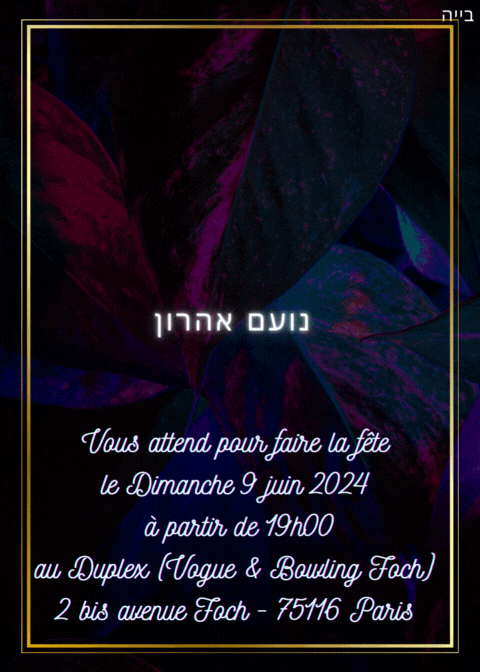 בייה
נועם אהרון
Vous attend pour faire la fête
le Dimanche 9 juin 2024
à partir de 19h00
au Duplex (Vogue & Bowling Foch)
2 bis avenue Foch - 75116 Paris